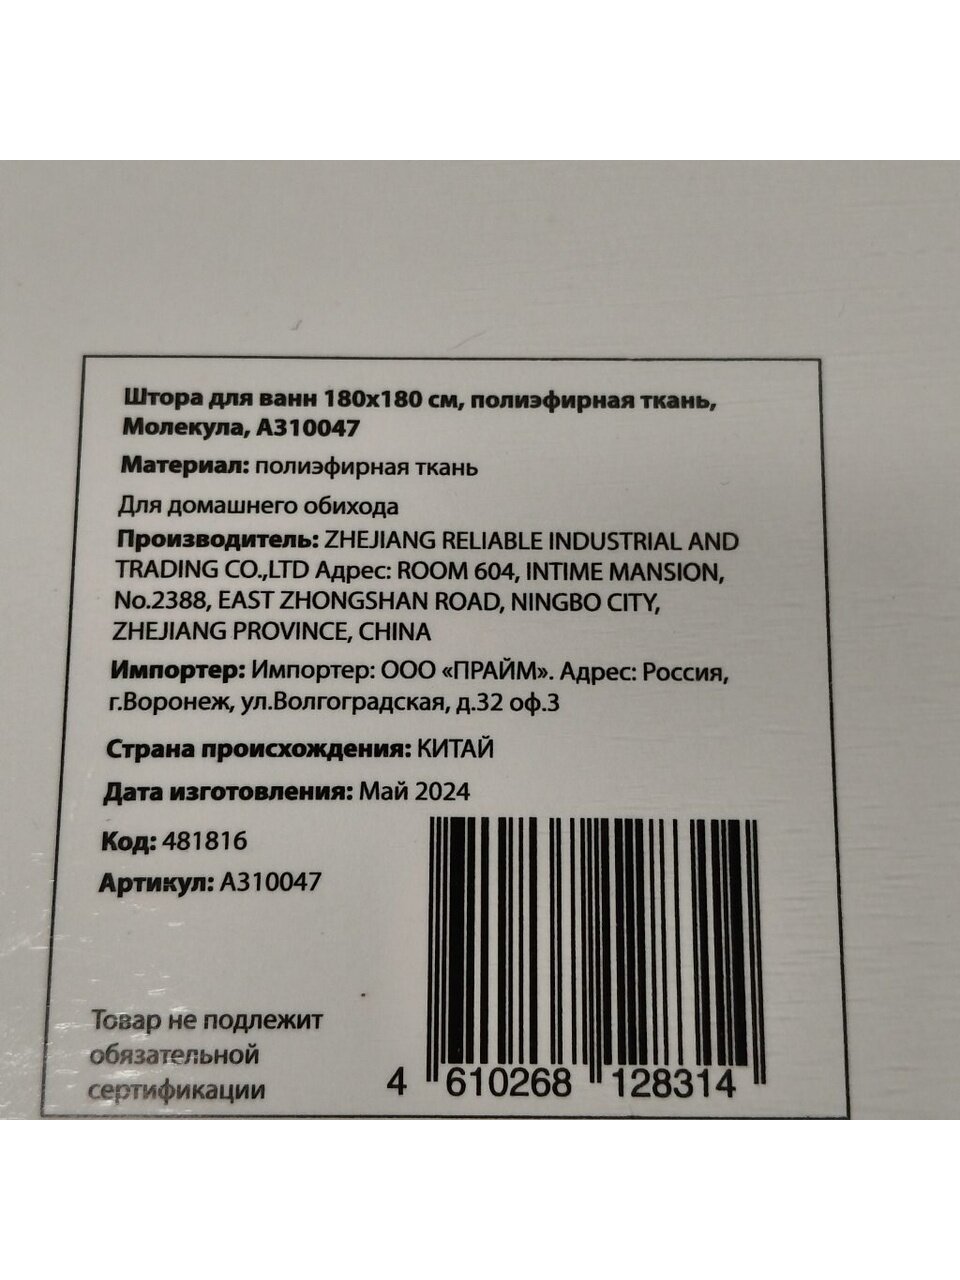 Штора для ванн 180х180 см, полиэфирная ткань,
Молекула, А310047
Материал: полиэфирная ткань
Для домашнего обихода
Производитель: ZHEJIANG RELIABLE INDUSTRIAL AND
TRADING CO.,LTD Адрес: ROOM 604, INTIME MANSION,
No.2388, EAST ZHONGSHAN ROAD, NINGBO CITY,
ZHEJIANG PROVINCE, CHINA
Импортер: Импортер: ООО «ПРАЙМ». Адрес: Россия,
г.Воронеж, ул.Волгоградская, д.32 оф.3
Страна происхождения: КИТАЙ
Дата изготовления: Май 2024
Код: 481816
Артикул: А310047
Товар не подлежит
обязательной
сертификации
4 610268 128314